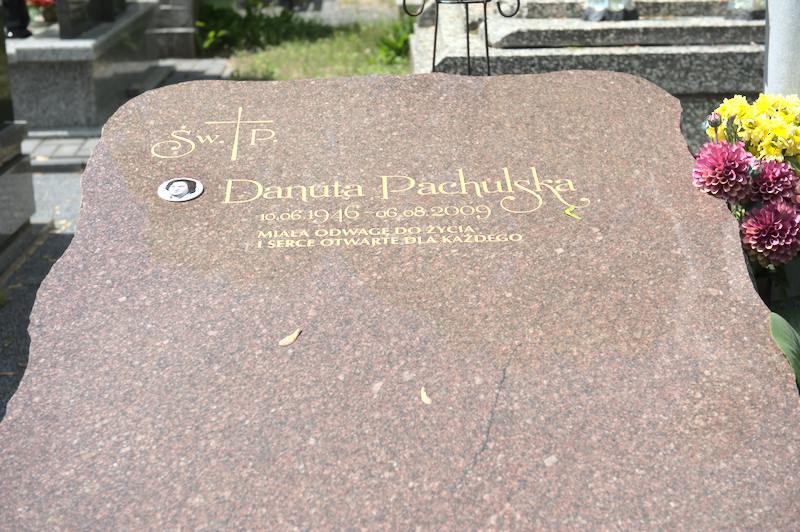 Św. P.
Danuta Pachulska
10.06.1946 - 06.08.2009
MIAŁA ODWAGĘ DO ŻYCIA,
I SERCE OTWARTE DLA KAŻDEGO